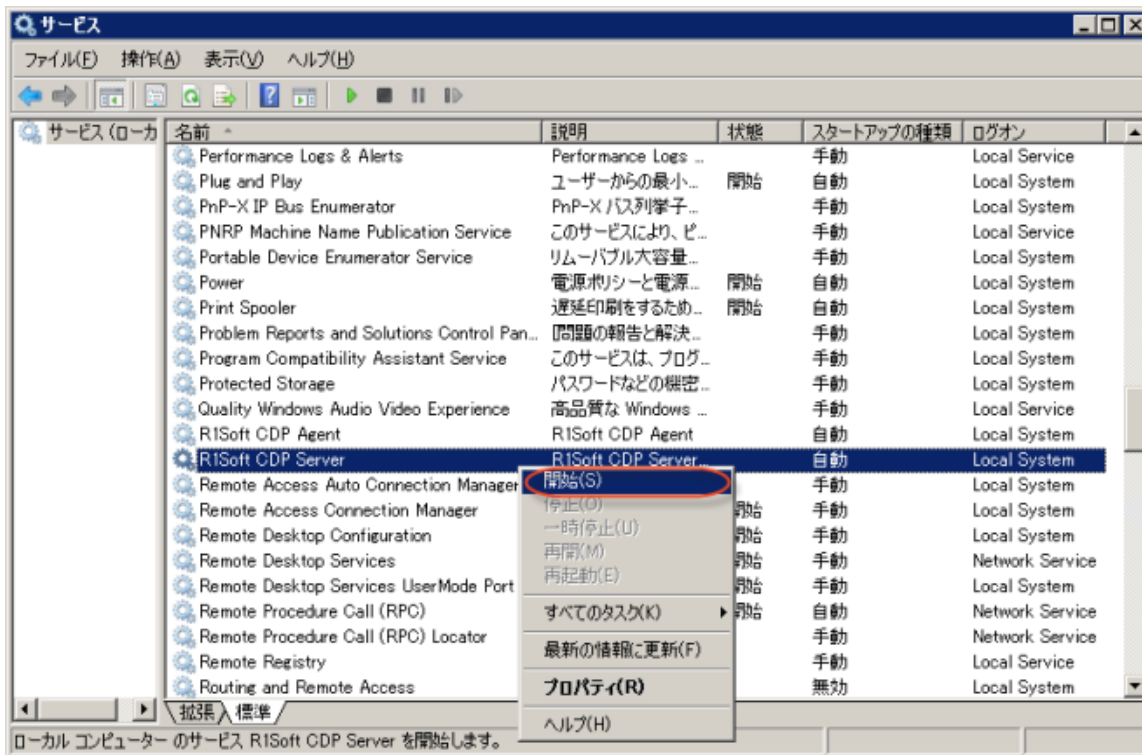 サービス
ファイル(F) 操作(A) 表示(V) ヘルプ(H)
サービス (ローカ 名前 説明 状態 スタートアップの種類 ログオン
Performance Logs & Alerts Performance Logs ... 手動 Local Service
Plug and Play ユーザーからの最小... 開始 自動 Local System
PnP-X IP Bus Enumerator PnP-X バス列挙子... 手動 Local System
PNRP Machine Name Publication Service このサービスにより、ピ... 手動 Local Service
Portable Device Enumerator Service リムーバブル大容量... 手動 Local System
Power 電源ポリシーと電源... 開始 自動 Local System
Print Spooler 遅延印刷をするため... 開始 自動 Local System
Problem Reports and Solutions Control Pan... [問題の報告と解決... 手動 Local System
Program Compatibility Assistant Service このサービスは、プログ... 手動 Local System
Protected Storage パスワードなどの機密... 手動 Local System
Quality Windows Audio Video Experience 高品質な Windows ... 手動 Local Service
R1Soft CDP Agent R1Soft CDP Agent 自動 Local System
R1Soft CDP Server R1Soft CDP Server... 自動 Local System
Remote Access Auto Connection Manager 手動 Local System
Remote Access Connection Manager 開始 手動 Local System
Remote Desktop Configuration 開始 手動 Local System
Remote Desktop Services 開始 手動 Network Service
Remote Desktop Services UserMode Port 開始 手動 Local System
Remote Procedure Call (RPC) 開始 自動 Network Service
Remote Procedure Call (RPC) Locator 手動 Network Service
Remote Registry 手動 Local Service
Routing and Remote Access 無効 Local System
開始(S)
停止(O)
一時停止(U)
再開(M)
再起動(E)
すべてのタスク(K)
最新の情報に更新(F)
プロパティ(R)
ヘルプ(H)
拡張 標準
ローカル コンピューター のサービス R1Soft CDP Server を開始します。